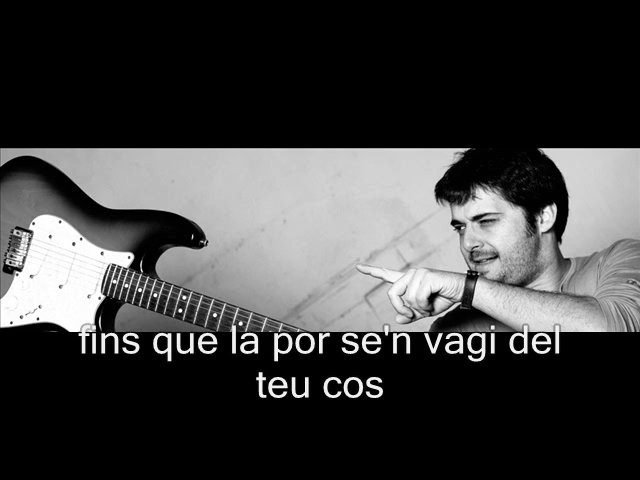 fins que la por se'n vagi del
teu cos